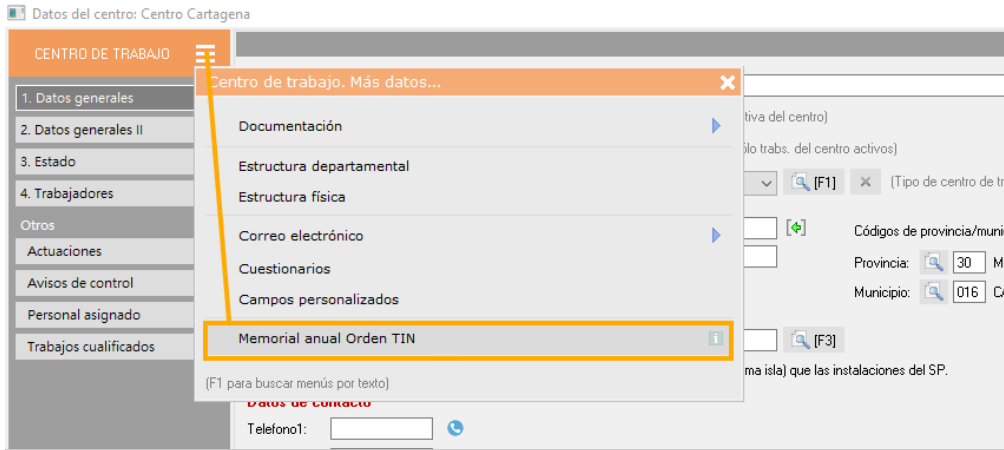 Datos del centro: Centro Cartagena
CENTRO DE TRABAJO
1. Datos generales
2. Datos generales II
3. Estado
4. Trabajadores
Otros
Actuaciones
Avisos de control
Personal asignado
Trabajos cualificados
Centro de trabajo. Más datos...
Documentación
Estructura departamental
Estructura física
Correo electrónico
Cuestionarios
Campos personalizados
Memorial anual Orden TIN
(F1 para buscar menús por texto)
tiva del centro)
lo trabs. del centro activos)
[F1] (Tipo de centro de tr
Códigos de provincia/muni
Provincia: 30 M
Municipio: 016 CA
[F3]
ma isla) que las instalaciones del SP.
Datos de contacto
Telefono1: